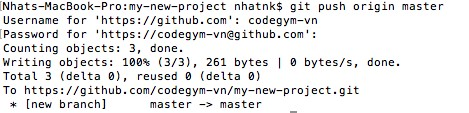 [Nhats-MacBook-Pro:my-new-project nhatnk$ git push origin master
Username for 'https://github.com': codegym-vn
Password for 'https://codegym-vn@github.com':
Counting objects: 3, done.
Writing objects: 100% (3/3), 261 bytes | 0 bytes/s, done.
Total 3 (delta 0), reused 0 (delta 0)
To https://github.com/codegym-vn/my-new-project.git
 * [new branch]      master -> master